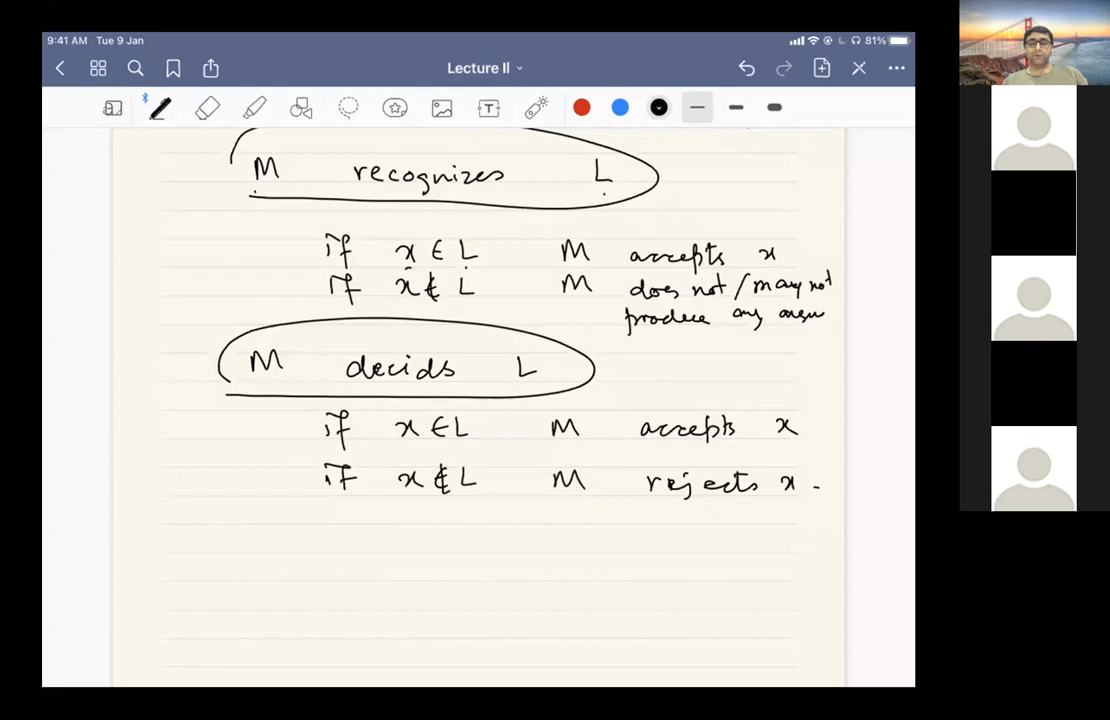 9:41 AM Tue 9 Jan 81%
Lecture II
M recognizes L
if x ∈ L M accepts x
if x ∉ L M does not / may not
produce any
M decids L
if x ∈ L M accepts x
if x ∉ L M rejects x -